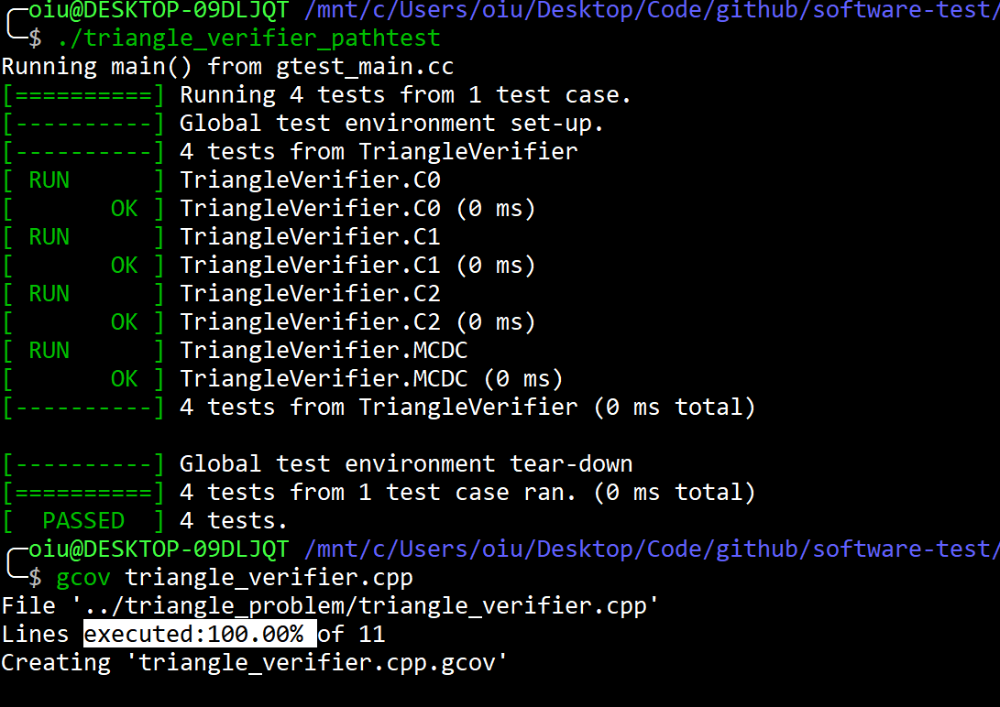 oiu@DESKTOP-09DLJQT /mnt/c/Users/oiu/Desktop/Code/github/software-test/
$ ./triangle_verifier_pathtest
Running main() from gtest_main.cc
[==========] Running 4 tests from 1 test case.
[----------] Global test environment set-up.
[----------] 4 tests from TriangleVerifier
[ RUN      ] TriangleVerifier.C0
[       OK ] TriangleVerifier.C0 (0 ms)
[ RUN      ] TriangleVerifier.C1
[       OK ] TriangleVerifier.C1 (0 ms)
[ RUN      ] TriangleVerifier.C2
[       OK ] TriangleVerifier.C2 (0 ms)
[ RUN      ] TriangleVerifier.MCDC
[       OK ] TriangleVerifier.MCDC (0 ms)
[----------] 4 tests from TriangleVerifier (0 ms total)
[----------] Global test environment tear-down
[==========] 4 tests from 1 test case ran. (0 ms total)
[  PASSED  ] 4 tests.
oiu@DESKTOP-09DLJQT /mnt/c/Users/oiu/Desktop/Code/github/software-test/
$ gcov triangle_verifier.cpp
File '../triangle_problem/triangle_verifier.cpp'
Lines executed:100.00% of 11
Creating 'triangle_verifier.cpp.gcov'